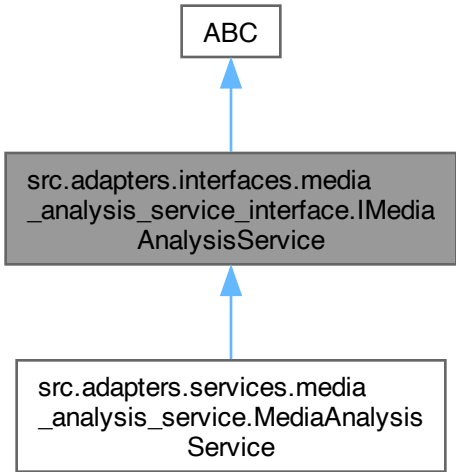 ABC
src.adapters.interfaces.media
_analysis_service_interface.IMedia
AnalysisService
src.adapters.services.media
_analysis_service.MediaAnalysis
Service